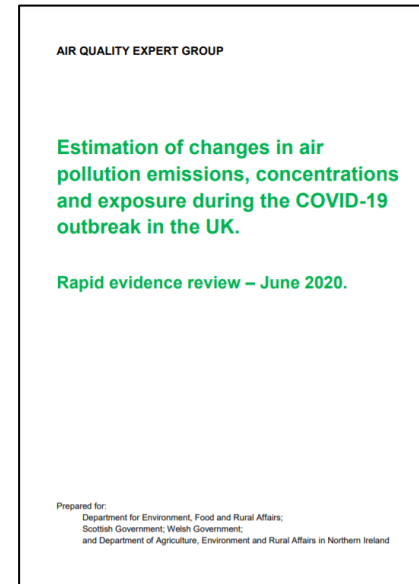 AIR QUALITY EXPERT GROUP
Estimation of changes in air
pollution emissions, concentrations
and exposure during the COVID-19
outbreak in the UK.
Rapid evidence review – June 2020.
Prepared for:
Department for Environment, Food and Rural Affairs;
Scottish Government; Welsh Government;
and Department of Agriculture, Environment and Rural Affairs in Northern Ireland